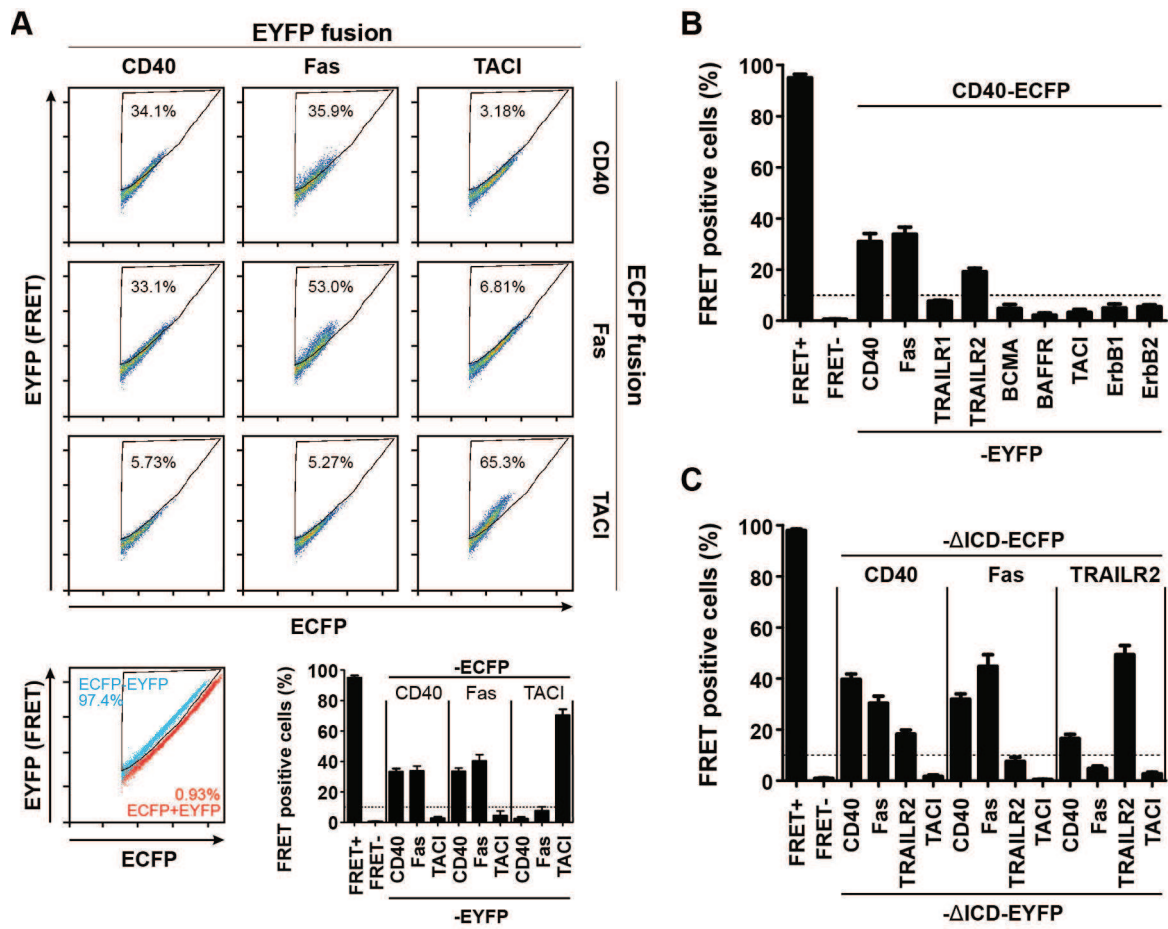 A
EYFP fusion
CD40 Fas TACI
34.1% 35.9% 3.18%
CD40
33.1% 53.0% 6.81%
Fas
5.73% 5.27% 65.3%
TACI
ECFP fusion
EYFP (FRET)
ECFP
EYFP (FRET)
ECFP-EYFP
97.4%
0.93%
ECFP+EYFP
ECFP
FRET positive cells (%)
100
80
60
40
20
0
-ECFP
CD40 Fas TACI
FRET+ FRET- CD40 Fas TACI CD40 Fas TACI CD40 Fas TACI
-EYFP
B
FRET positive cells (%)
100
80
60
40
20
0
CD40-ECFP
FRET+ FRET- CD40 Fas TRAILR1 TRAILR2 BCMA BAFFR TACI ErbB1 ErbB2
-EYFP
C
FRET positive cells (%)
100
80
60
40
20
0
-ΔICD-ECFP
CD40 Fas TRAILR2
FRET+ FRET- CD40 Fas TRAILR2 TACI CD40 Fas TRAILR2 TACI CD40 Fas TRAILR2 TACI
-ΔICD-EYFP